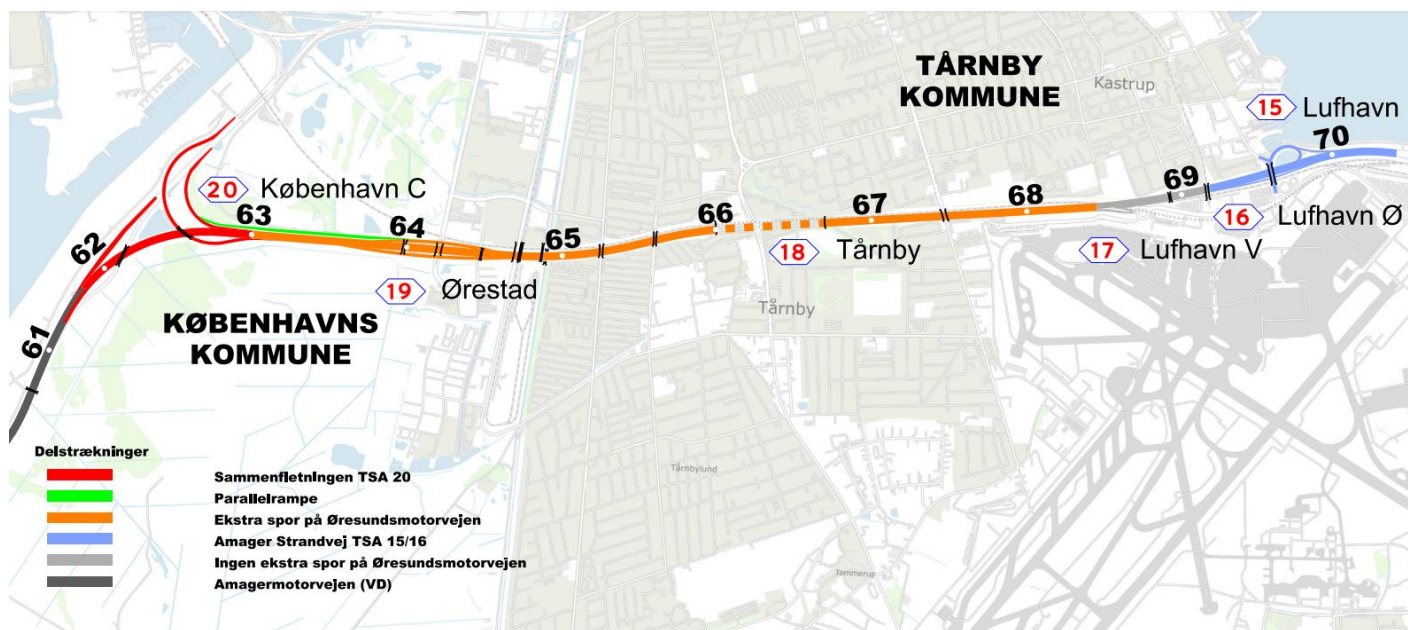 TÅRNBY
KOMMUNE
Kastrup
15 Lufhavn
70
20 København C
69
16 Lufhavn Ø
63
62
64
65
66
67
68
18 Tårnby
17 Lufhavn V
19 Ørestad
Tårnby
61
KØBENHAVNS
KOMMUNE
Delstrækninger
Tårnbylund
Sammenfletningen TSA 20
Parallelrampe
Ekstra spor på Øresundsmotorvejen
Amager Strandvej TSA 15/16
Ingen ekstra spor på Øresundsmotorvejen
Amagermotorvejen (VD)
Tømmerup